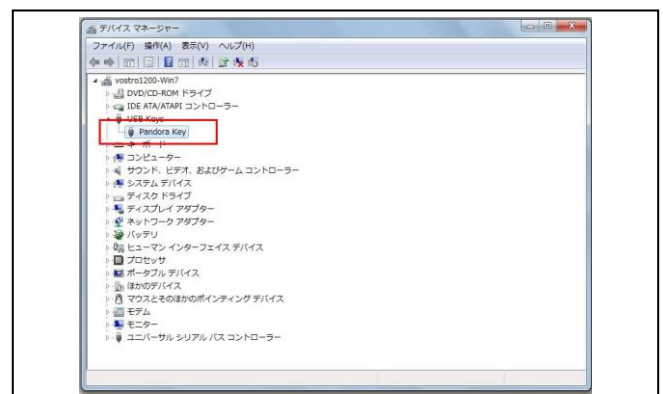 デバイス マネージャー
ファイル(F) 操作(A) 表示(V) ヘルプ(H)
vostro1200-Win7
DVD/CD-ROM ドライブ
IDE ATA/ATAPI コントローラー
USB Keys
Pandora Key
キーボード
コンピューター
サウンド、ビデオ、およびゲーム コントローラー
システム デバイス
ディスク ドライブ
ディスプレイ アダプター
ネットワーク アダプター
バッテリ
ヒューマン インターフェイス デバイス
プロセッサ
ポータブル デバイス
ほかのデバイス
マウスとそのほかのポインティング デバイス
モデム
モニター
ユニバーサル シリアル バス コントローラー